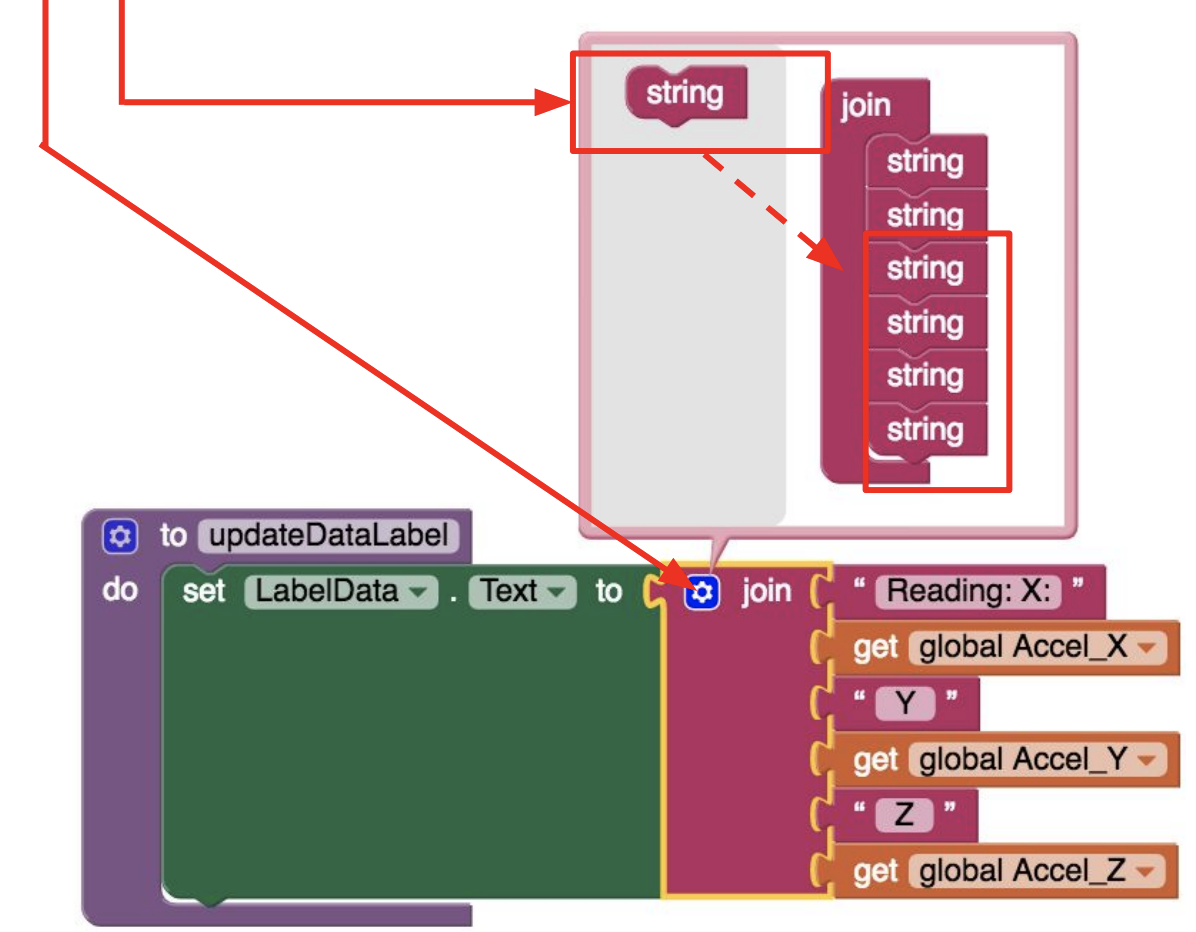 string
join
string
string
string
string
string
string
to updateDataLabel
do set LabelData . Text to join “ Reading: X: ”
get global Accel_X
“ Y ”
get global Accel_Y
“ Z ”
get global Accel_Z